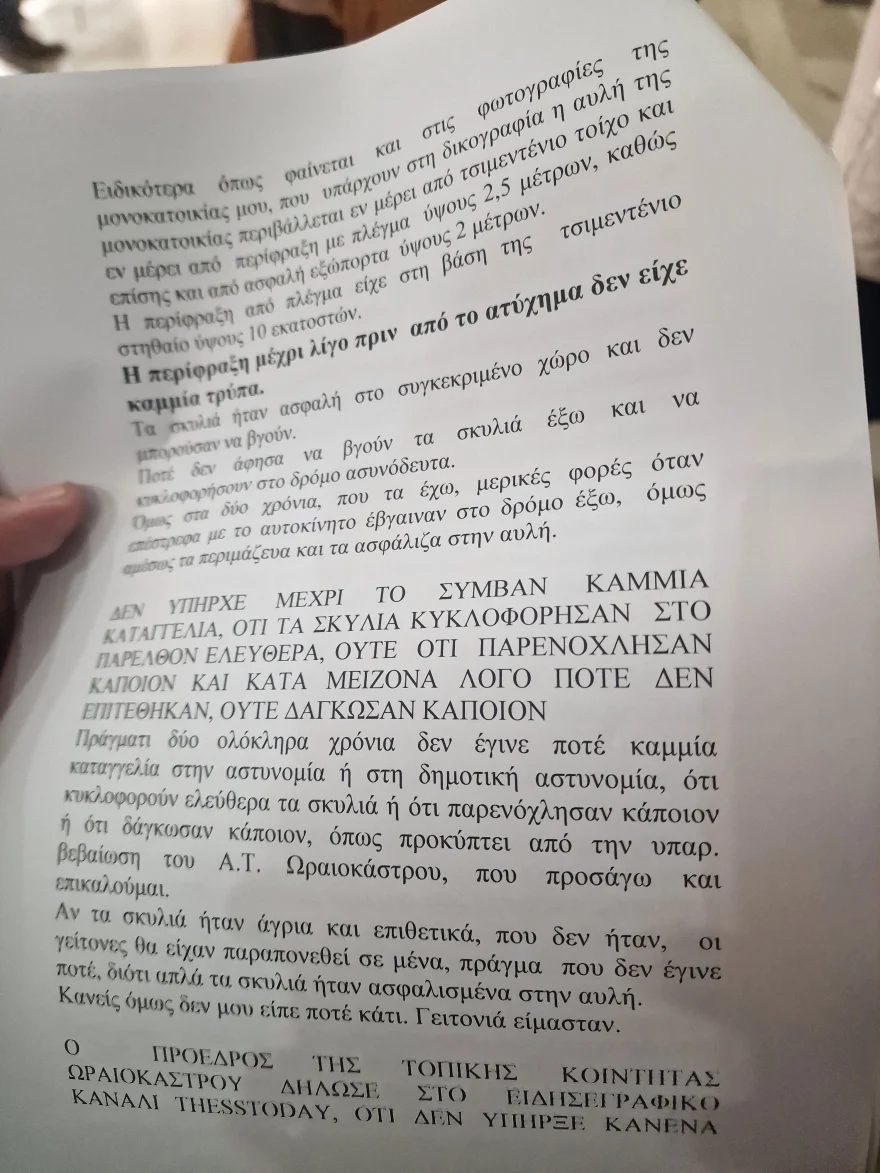 Ειδικότερα όπως φαίνεται και στις φωτογραφίες της
μονοκατοικίας μου, που υπάρχουν στη δικογραφία η αυλή της
μονοκατοικίας περιβάλλεται εν μέρει από τσιμεντένιο τοίχο και
εν μέρει από περίφραξη με πλέγμα ύψους 2,5 μέτρων, καθώς
επίσης και από ασφαλή εξώπορτα ύψους 2 μέτρων.
Η περίφραξη από πλέγμα είχε στη βάση της τσιμεντένιο
στηθαίο ύψους 10 εκατοστών.
Η περίφραξη μέχρι λίγο πριν από το ατύχημα δεν είχε
καμμία τρύπα.
Τα σκυλιά ήταν ασφαλή στο συγκεκριμένο χώρο και δεν
μπορούσαν να βγούν.
Ποτέ δεν άφησα να βγούν τα σκυλιά έξω και να
κυκλοφορήσουν στο δρόμο ασυνόδευτα.
Όμως στα δύο χρόνια, που τα έχω, μερικές φορές όταν
επέστρεφα με το αυτοκίνητο έβγαιναν στο δρόμο έξω, όμως
αμέσως τα περιμάζευα και τα ασφάλιζα στην αυλή.
ΔΕΝ ΥΠΗΡΧΕ ΜΕΧΡΙ ΤΟ ΣΥΜΒΑΝ ΚΑΜΜΙΑ
ΚΑΤΑΓΓΕΛΙΑ, ΟΤΙ ΤΑ ΣΚΥΛΙΑ ΚΥΚΛΟΦΟΡΗΣΑΝ ΣΤΟ
ΠΑΡΕΛΘΟΝ ΕΛΕΥΘΕΡΑ, ΟΥΤΕ ΟΤΙ ΠΑΡΕΝΟΧΛΗΣΑΝ
ΚΑΠΟΙΟΝ ΚΑΙ ΚΑΤΑ ΜΕΙΖΟΝΑ ΛΟΓΟ ΠΟΤΕ ΔΕΝ
ΕΠΙΤΕΘΗΚΑΝ, ΟΥΤΕ ΔΑΓΚΩΣΑΝ ΚΑΠΟΙΟΝ
Πράγματι δύο ολόκληρα χρόνια δεν έγινε ποτέ καμμία
καταγγελία στην αστυνομία ή στη δημοτική αστυνομία, ότι
κυκλοφορούν ελεύθερα τα σκυλιά ή ότι παρενόχλησαν κάποιον
ή ότι δάγκωσαν κάποιον, όπως προκύπτει από την υπαρ.
βεβαίωση του Α.Τ. Ωραιοκάστρου, που προσάγω και
επικαλούμαι.
Αν τα σκυλιά ήταν άγρια και επιθετικά, που δεν ήταν, οι
γείτονες θα είχαν παραπονεθεί σε μένα, πράγμα που δεν έγινε
ποτέ, διότι απλά τα σκυλιά ήταν ασφαλισμένα στην αυλή.
Κανείς όμως δεν μου είπε ποτέ κάτι. Γειτονιά είμασταν.
Ο ΠΡΟΕΔΡΟΣ ΤΗΣ ΤΟΠΙΚΗΣ ΚΟΙΝΤΗΤΑΣ
ΩΡΑΙΟΚΑΣΤΡΟΥ ΔΗΛΩΣΕ ΣΤΟ ΕΙΔΗΣΕΓΡΑΦΙΚΟ
ΚΑΝΑΛΙ THESSTODAY, ΟΤΙ ΔΕΝ ΥΠΗΡΞΕ ΚΑΝΕΝΑ